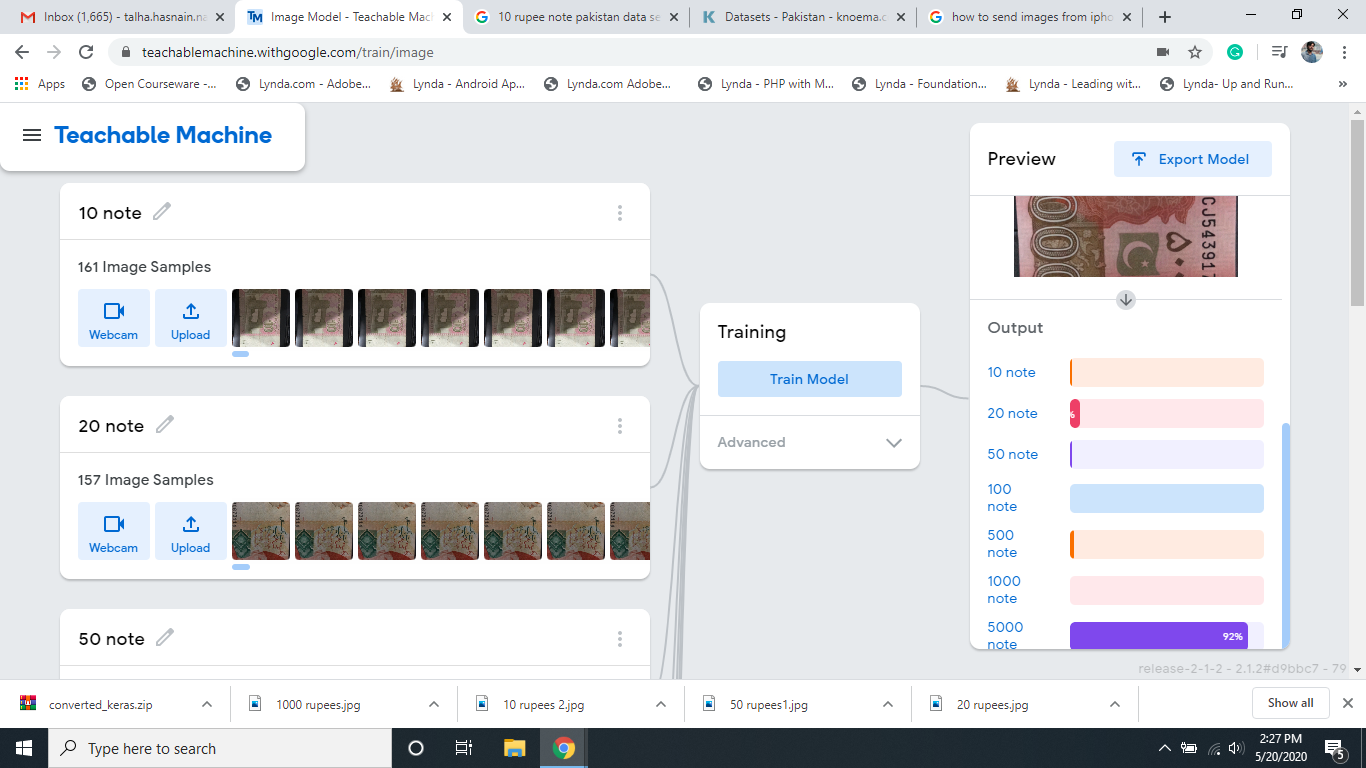 Inbox (1,665) - talha.hasnain.na
Image Model - Teachable Mach
10 rupee note pakistan data se
Datasets - Pakistan - knoema.c
how to send images from ipho
teachablemachine.withgoogle.com/train/image
Apps
Open Courseware -...
Lynda.com - Adobe...
Lynda - Android Ap...
Lynda.com Adobe...
Lynda - PHP with M...
Lynda - Foundation...
Lynda - Leading wit...
Lynda- Up and Run...
»
Teachable Machine
10 note
161 Image Samples
Webcam
Upload
20 note
157 Image Samples
Webcam
Upload
50 note
Training
Train Model
Advanced
Preview
Export Model
Output
10 note
20 note
%
50 note
100
note
500
note
1000
note
5000
note
92%
release-2-1-2 - 2.1.2#d9bbc7 - 79
converted_keras.zip
1000 rupees.jpg
10 rupees 2.jpg
50 rupees1.jpg
20 rupees.jpg
Show all
Type here to search
2:27 PM
5/20/2020
5